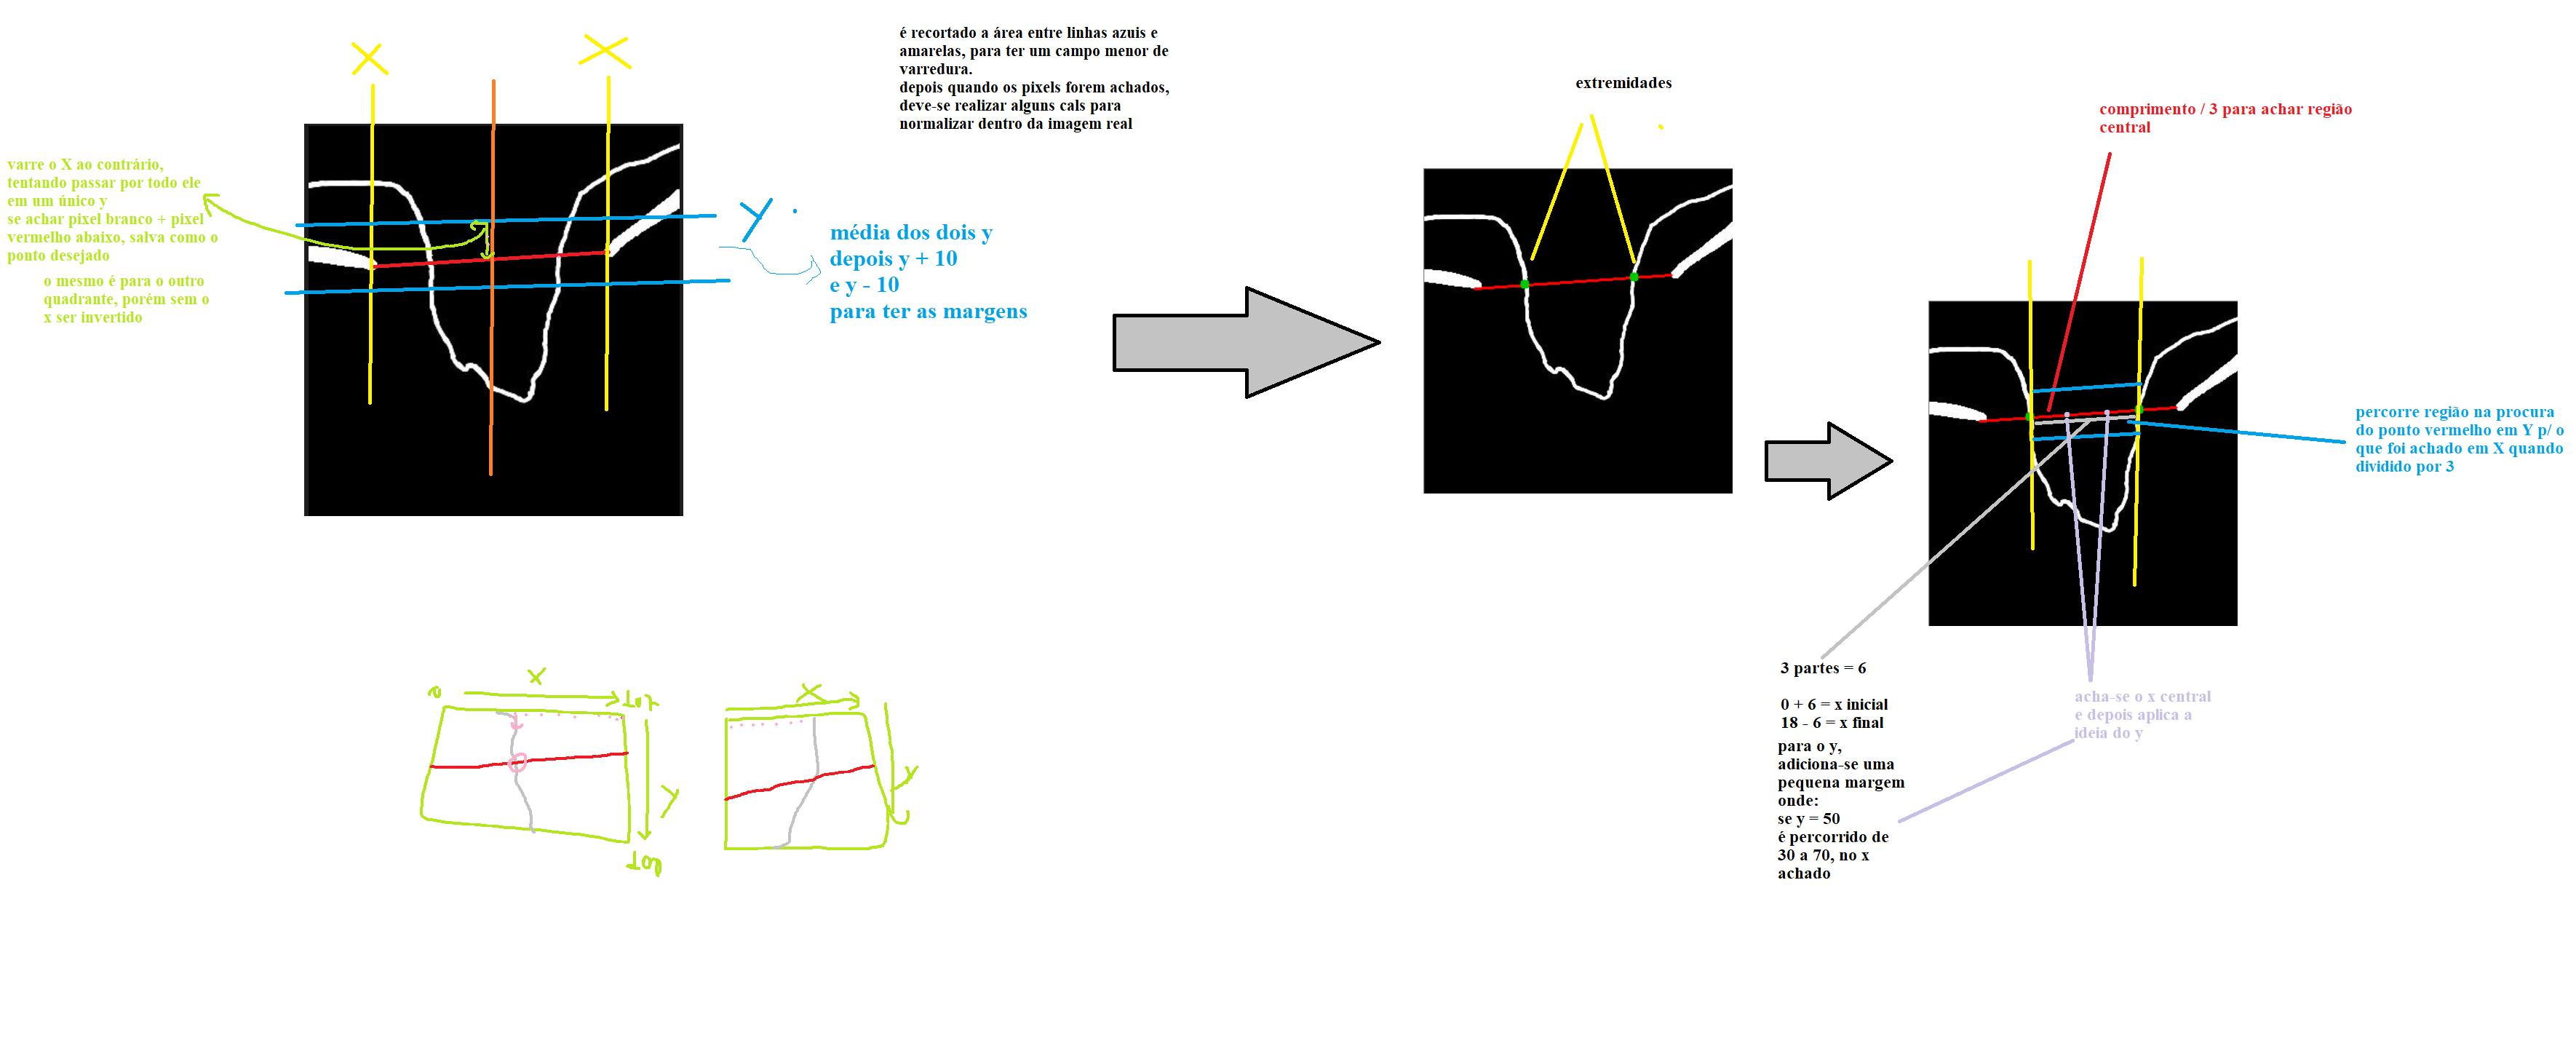 é recortado a área entre linhas azuis e
amarelas, para ter um campo menor de
varredura.
depois quando os pixels forem achados,
deve-se realizar alguns cals para
normalizar dentro da imagem real
X
X
varre o X ao contrário,
tentando passar por todo ele
em um único y
se achar pixel branco + pixel
vermelho abaixo, salva como o
ponto desejado
o mesmo é para o outro
quadrante, porém sem o
x ser invertido
Y
média dos dois y
depois y + 10
e y - 10
para ter as margens
extremidades
comprimento / 3 para achar região
central
percorre região na procura
do ponto vermelho em Y p/ o
que foi achado em X quando
dividido por 3
3 partes = 6
0 + 6 = x inicial
18 - 6 = x final
para o y,
adiciona-se uma
pequena margem
onde:
se y = 50
é percorrido de
30 a 70, no x
achado
acha-se o x central
e depois aplica a
ideia do y
X
Y
X
Y